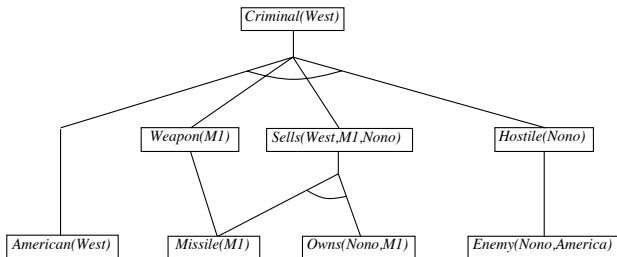 Criminal(West)
Weapon(M1)
Sells(West,M1,Nono)
Hostile(Nono)
American(West)
Missile(M1)
Owns(Nono,M1)
Enemy(Nono,America)